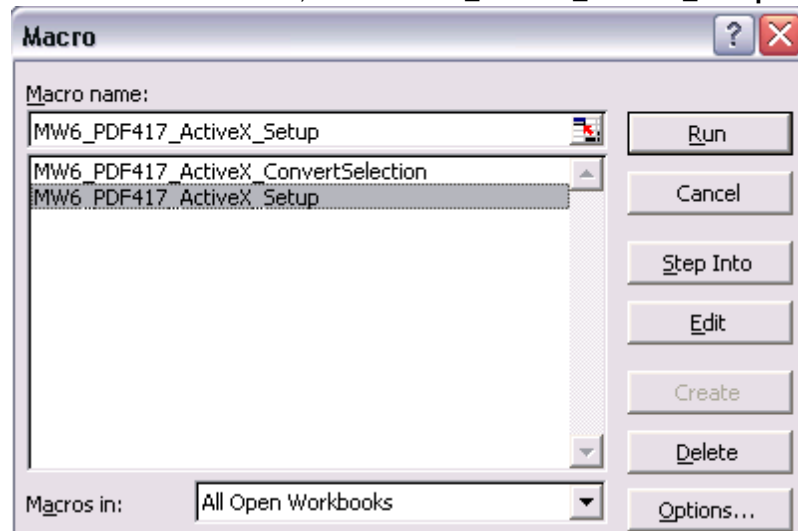 Macro
Macro name:
MW6_PDF417_ActiveX_Setup
Run
MW6_PDF417_ActiveX_ConvertSelection
MW6_PDF417_ActiveX_Setup
Cancel
Step Into
Edit
Create
Delete
Macros in:
All Open Workbooks
Options...